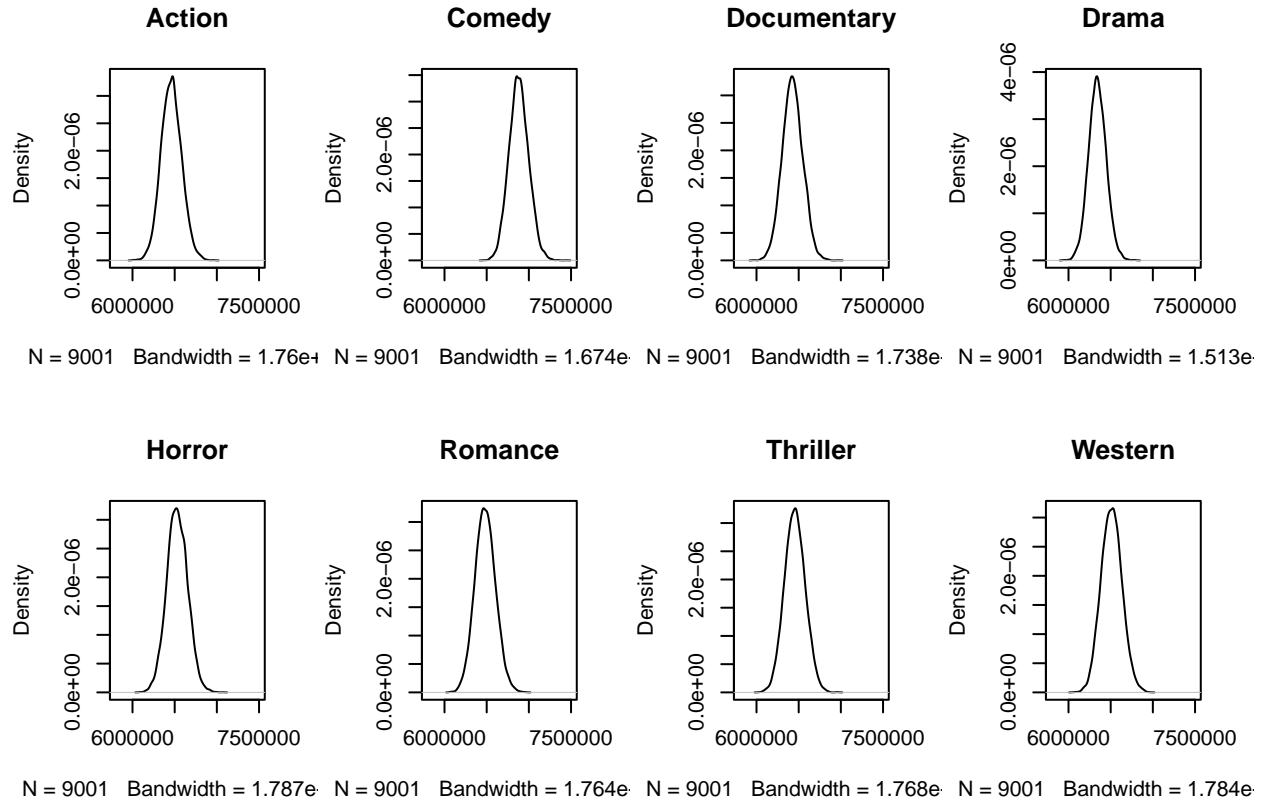 Action
Density
0.0e+00 2.0e−06
6000000 7500000
N = 9001 Bandwidth = 1.76e+
Comedy
Density
0.0e+00 2.0e−06
6000000 7500000
N = 9001 Bandwidth = 1.674e
Documentary
Density
0.0e+00 2.0e−06
6000000 7500000
N = 9001 Bandwidth = 1.738e
Drama
Density
0e+00 2e−06 4e−06
6000000 7500000
N = 9001 Bandwidth = 1.513e
Horror
Density
0.0e+00 2.0e−06
6000000 7500000
N = 9001 Bandwidth = 1.787e
Romance
Density
0.0e+00 2.0e−06
6000000 7500000
N = 9001 Bandwidth = 1.764e
Thriller
Density
0.0e+00 2.0e−06
6000000 7500000
N = 9001 Bandwidth = 1.768e
Western
Density
0.0e+00 2.0e−06
6000000 7500000
N = 9001 Bandwidth = 1.784e